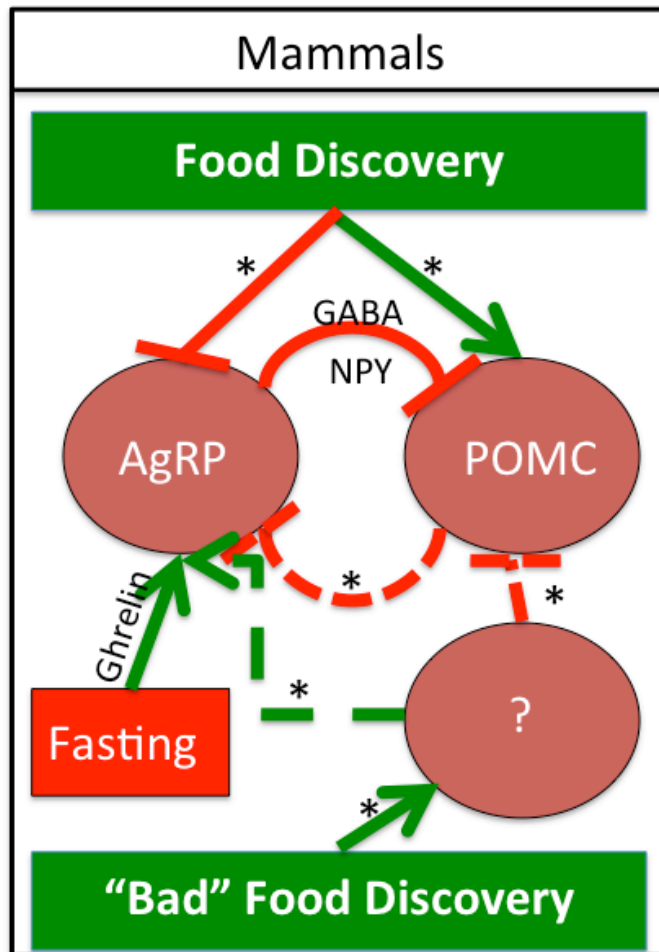 Mammals
Food Discovery
*
*
GABA
NPY
AgRP
POMC
*
*
Ghrelin
*
Fasting
?
*
“Bad” Food Discovery